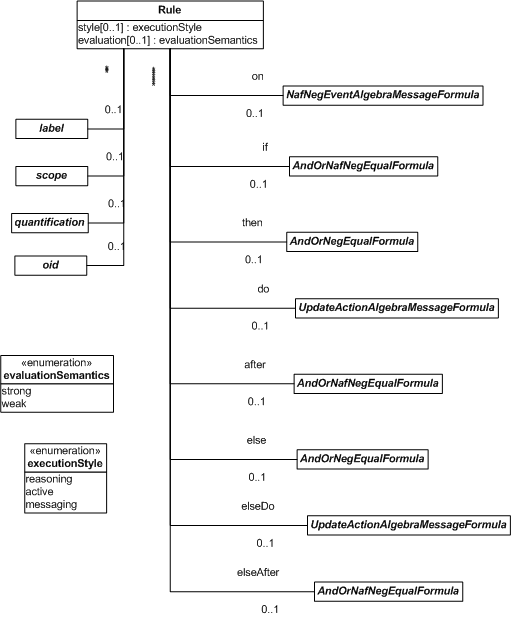 Rule
style[0..1] : executionStyle
evaluation[0..1] : evaluationSemantics
*
*
on
NafNegEventAlgebraMessageFormula
0..1
0..1
label
if
0..1
AndOrNafNegEqualFormula
scope
0..1
0..1
then
quantification
0..1
AndOrNegEqualFormula
0..1
oid
do
UpdateActionAlgebraMessageFormula
0..1
«enumeration»
evaluationSemantics
strong
weak
after
AndOrNafNegEqualFormula
0..1
«enumeration»
executionStyle
reasoning
active
messaging
else
AndOrNegEqualFormula
0..1
elseDo
UpdateActionAlgebraMessageFormula
0..1
elseAfter
AndOrNafNegEqualFormula
0..1